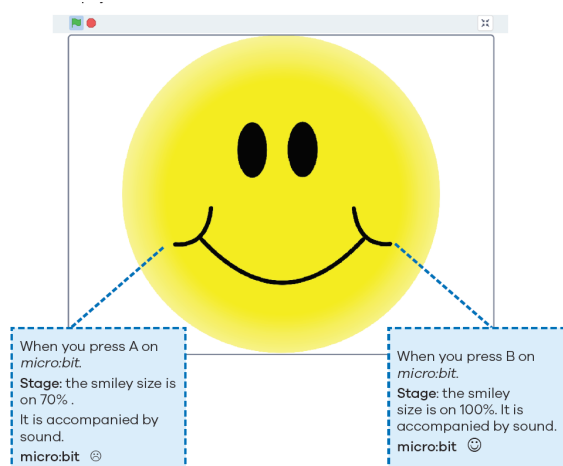 When you press A on
micro:bit.
Stage: the smiley size is
on 70% .
It is accompanied by
sound.
micro:bit ☹
When you press B on
micro:bit.
Stage: the smiley
size is on 100%. It is
accompanied by sound.
micro:bit ☺